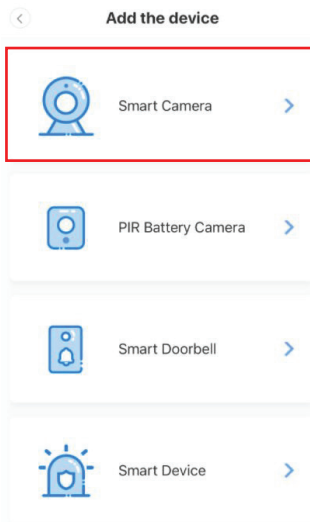 Add the device
Smart Camera
PIR Battery Camera
Smart Doorbell
Smart Device